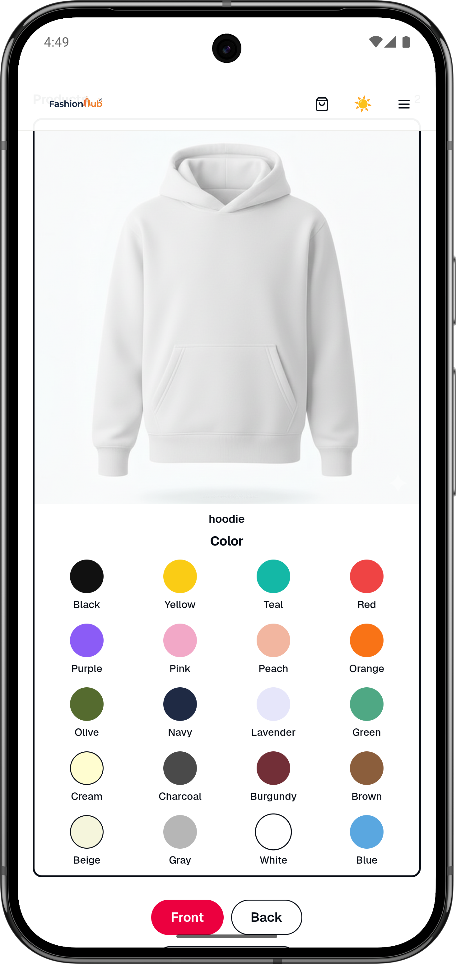 4:49
FashionHub
hoodie
Color
Black Yellow Teal Red
Purple Pink Peach Orange
Olive Navy Lavender Green
Cream Charcoal Burgundy Brown
Beige Gray White Blue
Front Back